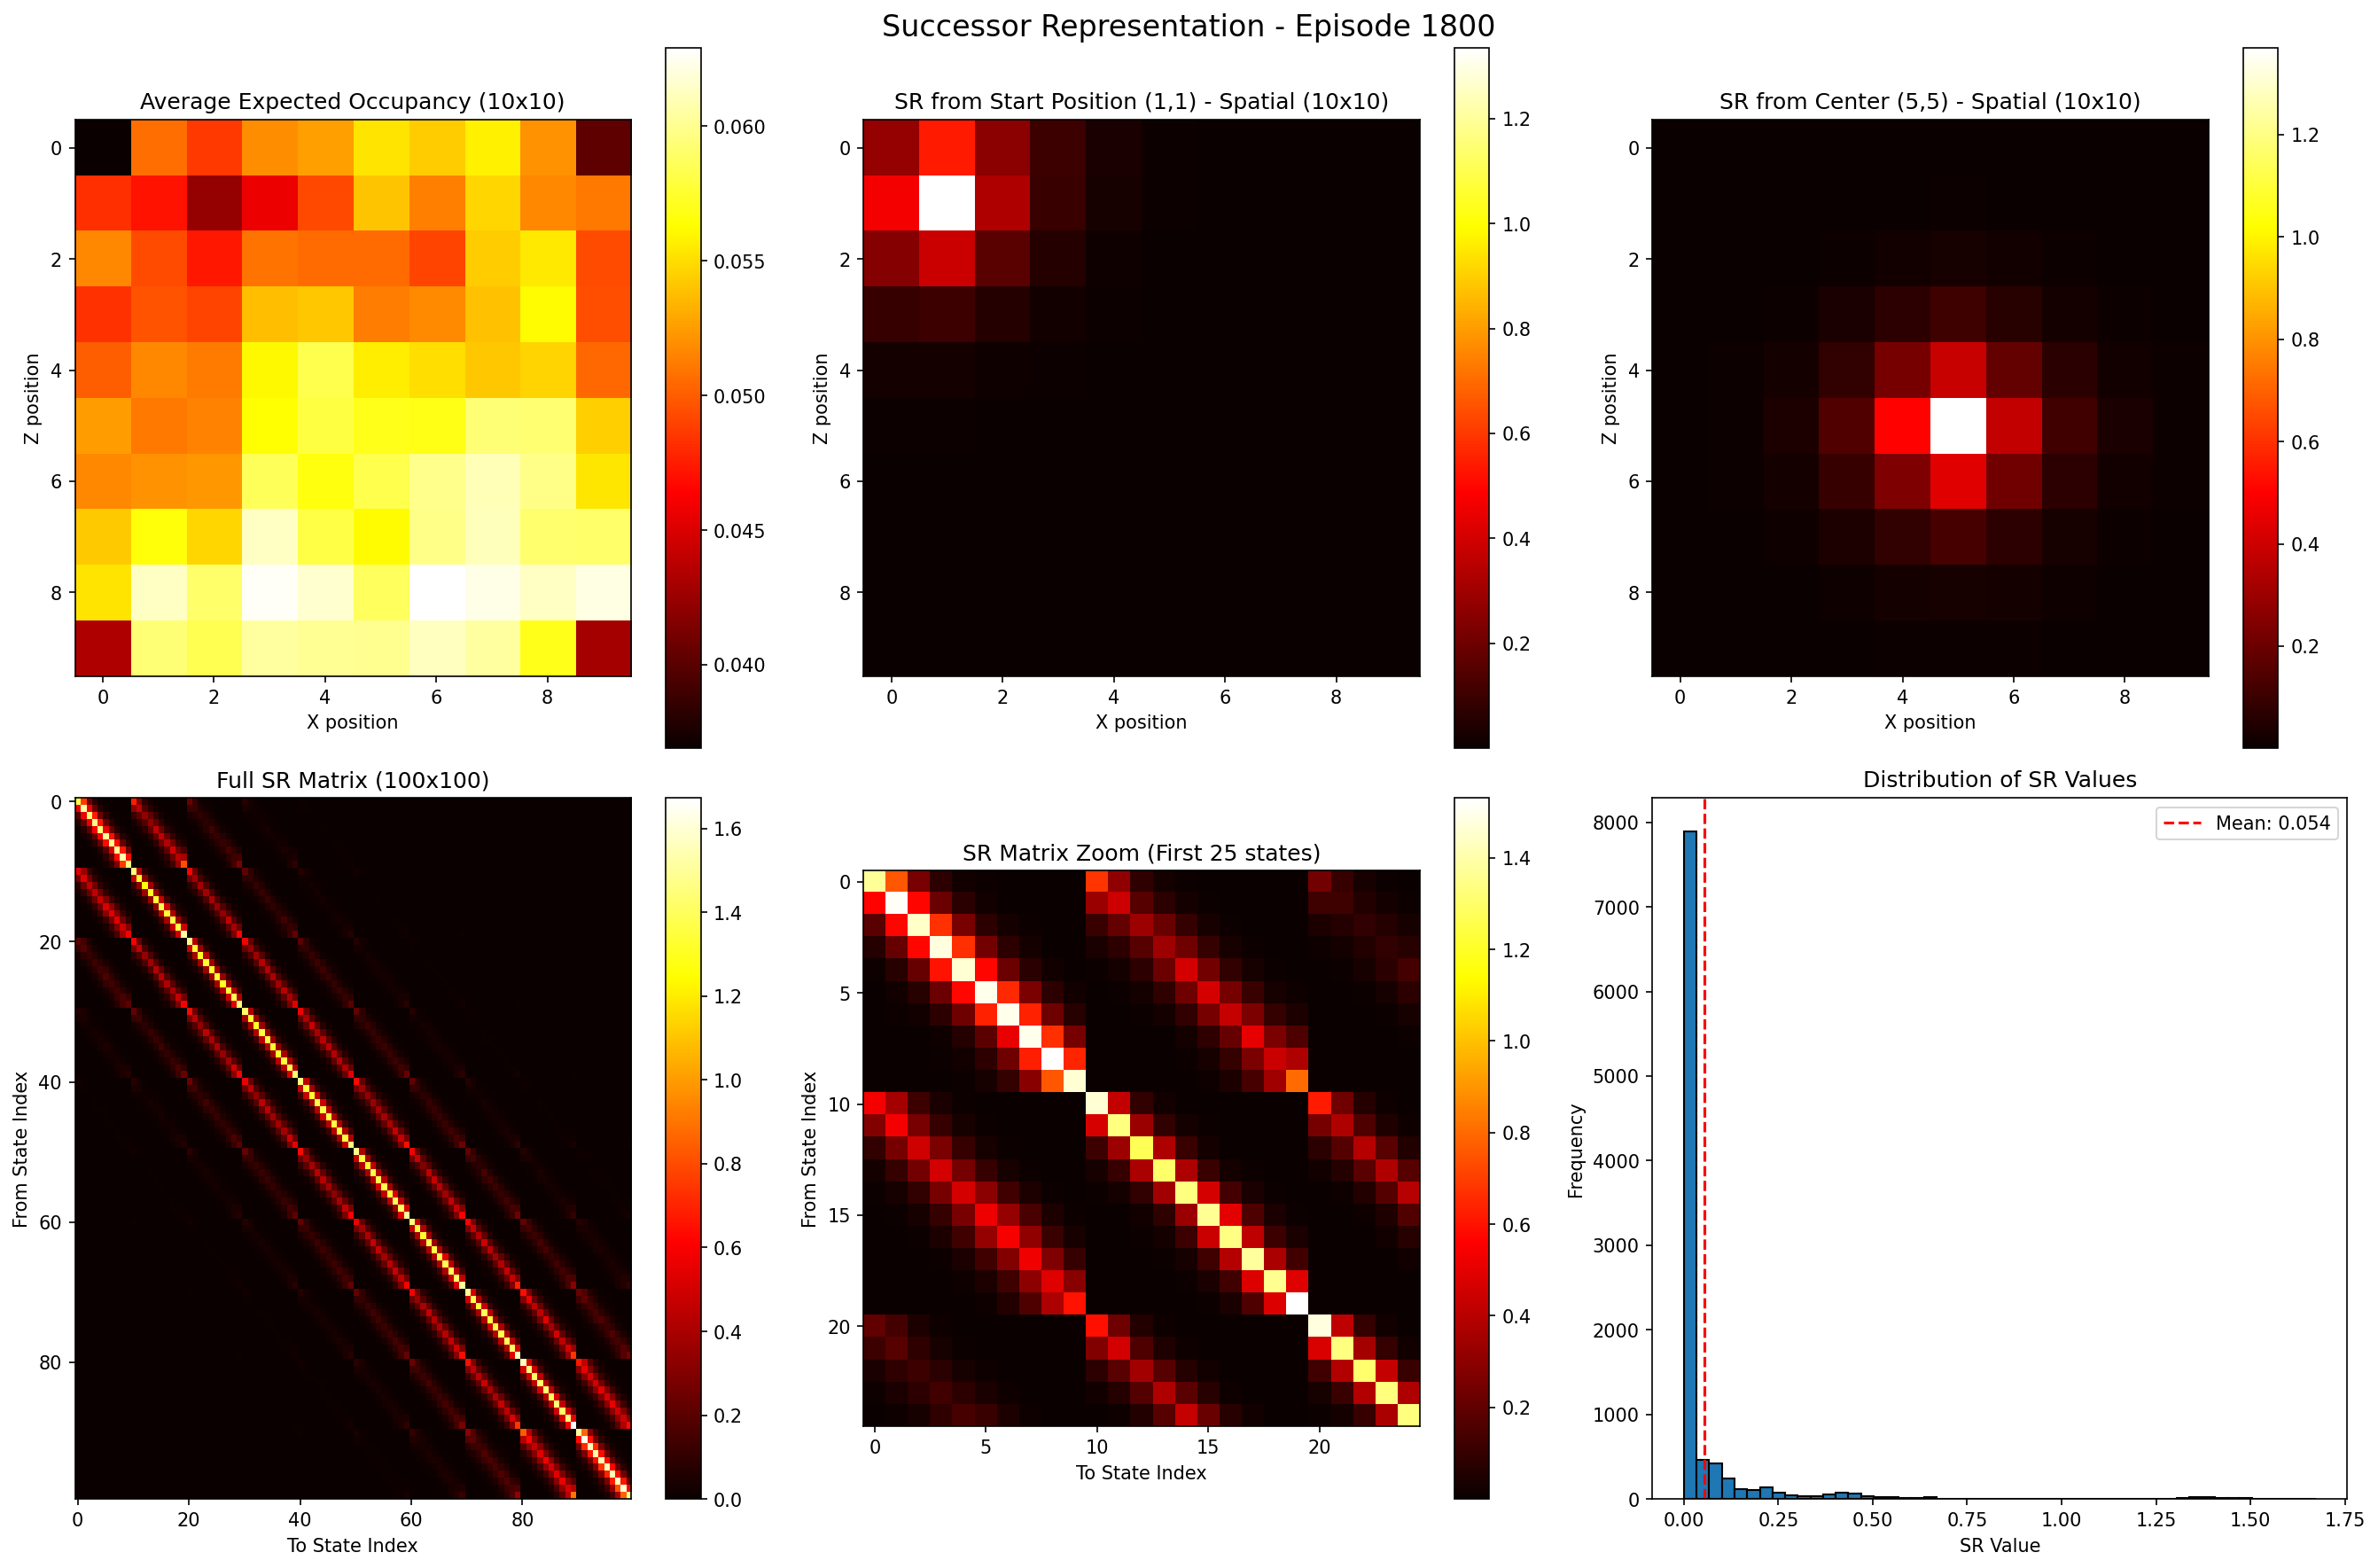 Successor Representation - Episode 1800
Average Expected Occupancy (10x10)
0
2
4
6
8
Z position
0 2 4 6 8
X position
0.060
0.055
0.050
0.045
0.040
SR from Start Position (1,1) - Spatial (10x10)
0
2
4
6
8
Z position
0 2 4 6 8
X position
1.2
1.0
0.8
0.6
0.4
0.2
SR from Center (5,5) - Spatial (10x10)
0
2
4
6
8
Z position
0 2 4 6 8
X position
1.2
1.0
0.8
0.6
0.4
0.2
Full SR Matrix (100x100)
0
20
40
60
80
From State Index
0 20 40 60 80
To State Index
1.6
1.4
1.2
1.0
0.8
0.6
0.4
0.2
0.0
SR Matrix Zoom (First 25 states)
0
5
10
15
20
From State Index
0 5 10 15 20
To State Index
1.4
1.2
1.0
0.8
0.6
0.4
0.2
Distribution of SR Values
Mean: 0.054
8000
7000
6000
5000
4000
3000
2000
1000
0
Frequency
0.00 0.25 0.50 0.75 1.00 1.25 1.50 1.75
SR Value